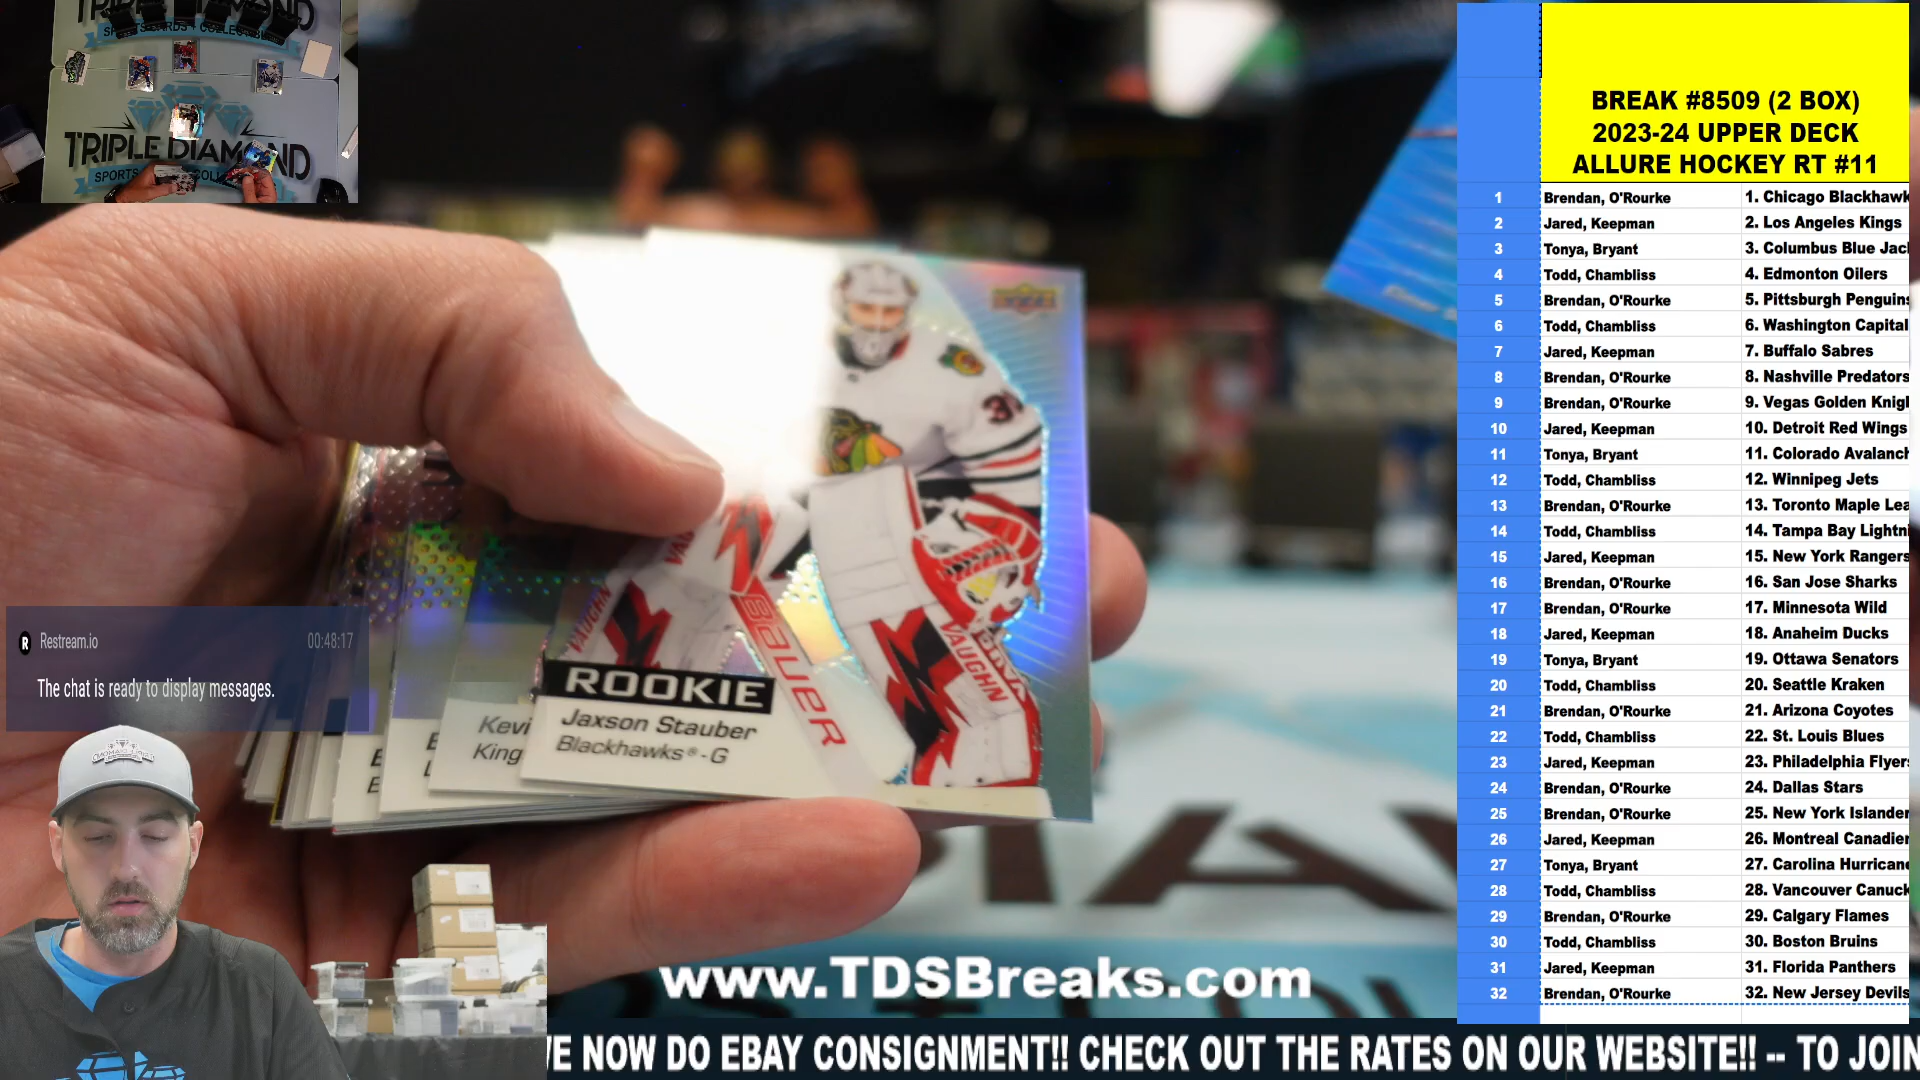 TRIPLE DIAMOND
TRIPLE DIAMOND
SPORTS
BREAK #8509 (2 BOX)
2023-24 UPPER DECK
ALLURE HOCKEY RT #11
1 Brendan, O'Rourke 1. Chicago Blackhawk
2 Jared, Keepman 2. Los Angeles Kings
3 Tonya, Bryant 3. Columbus Blue Jac
4 Todd, Chambliss 4. Edmonton Oilers
5 Brendan, O'Rourke 5. Pittsburgh Penguins
6 Todd, Chambliss 6. Washington Capital
7 Jared, Keepman 7. Buffalo Sabres
8 Brendan, O'Rourke 8. Nashville Predators
9 Brendan, O'Rourke 9. Vegas Golden Knigh
10 Jared, Keepman 10. Detroit Red Wings
11 Tonya, Bryant 11. Colorado Avalanch
12 Todd, Chambliss 12. Winnipeg Jets
13 Brendan, O'Rourke 13. Toronto Maple Lea
14 Todd, Chambliss 14. Tampa Bay Lightni
15 Jared, Keepman 15. New York Rangers
16 Brendan, O'Rourke 16. San Jose Sharks
17 Brendan, O'Rourke 17. Minnesota Wild
18 Jared, Keepman 18. Anaheim Ducks
19 Tonya, Bryant 19. Ottawa Senators
20 Todd, Chambliss 20. Seattle Kraken
21 Brendan, O'Rourke 21. Arizona Coyotes
22 Todd, Chambliss 22. St. Louis Blues
23 Jared, Keepman 23. Philadelphia Flyers
24 Brendan, O'Rourke 24. Dallas Stars
25 Brendan, O'Rourke 25. New York Islander
26 Jared, Keepman 26. Montreal Canadien
27 Tonya, Bryant 27. Carolina Hurricane
28 Todd, Chambliss 28. Vancouver Canuck
29 Brendan, O'Rourke 29. Calgary Flames
30 Todd, Chambliss 30. Boston Bruins
31 Jared, Keepman 31. Florida Panthers
32 Brendan, O'Rourke 32. New Jersey Devils
VAUGHN
Bauer
VAUGHN
ROOKIE
Jaxson Stauber
Blackhawks - G
Kevi
King
Restream.io 00:48:17
The chat is ready to display messages.
www.TDSBreaks.com
VE NOW DO EBAY CONSIGNMENT!! CHECK OUT THE RATES ON OUR WEBSITE!! -- TO JOIN